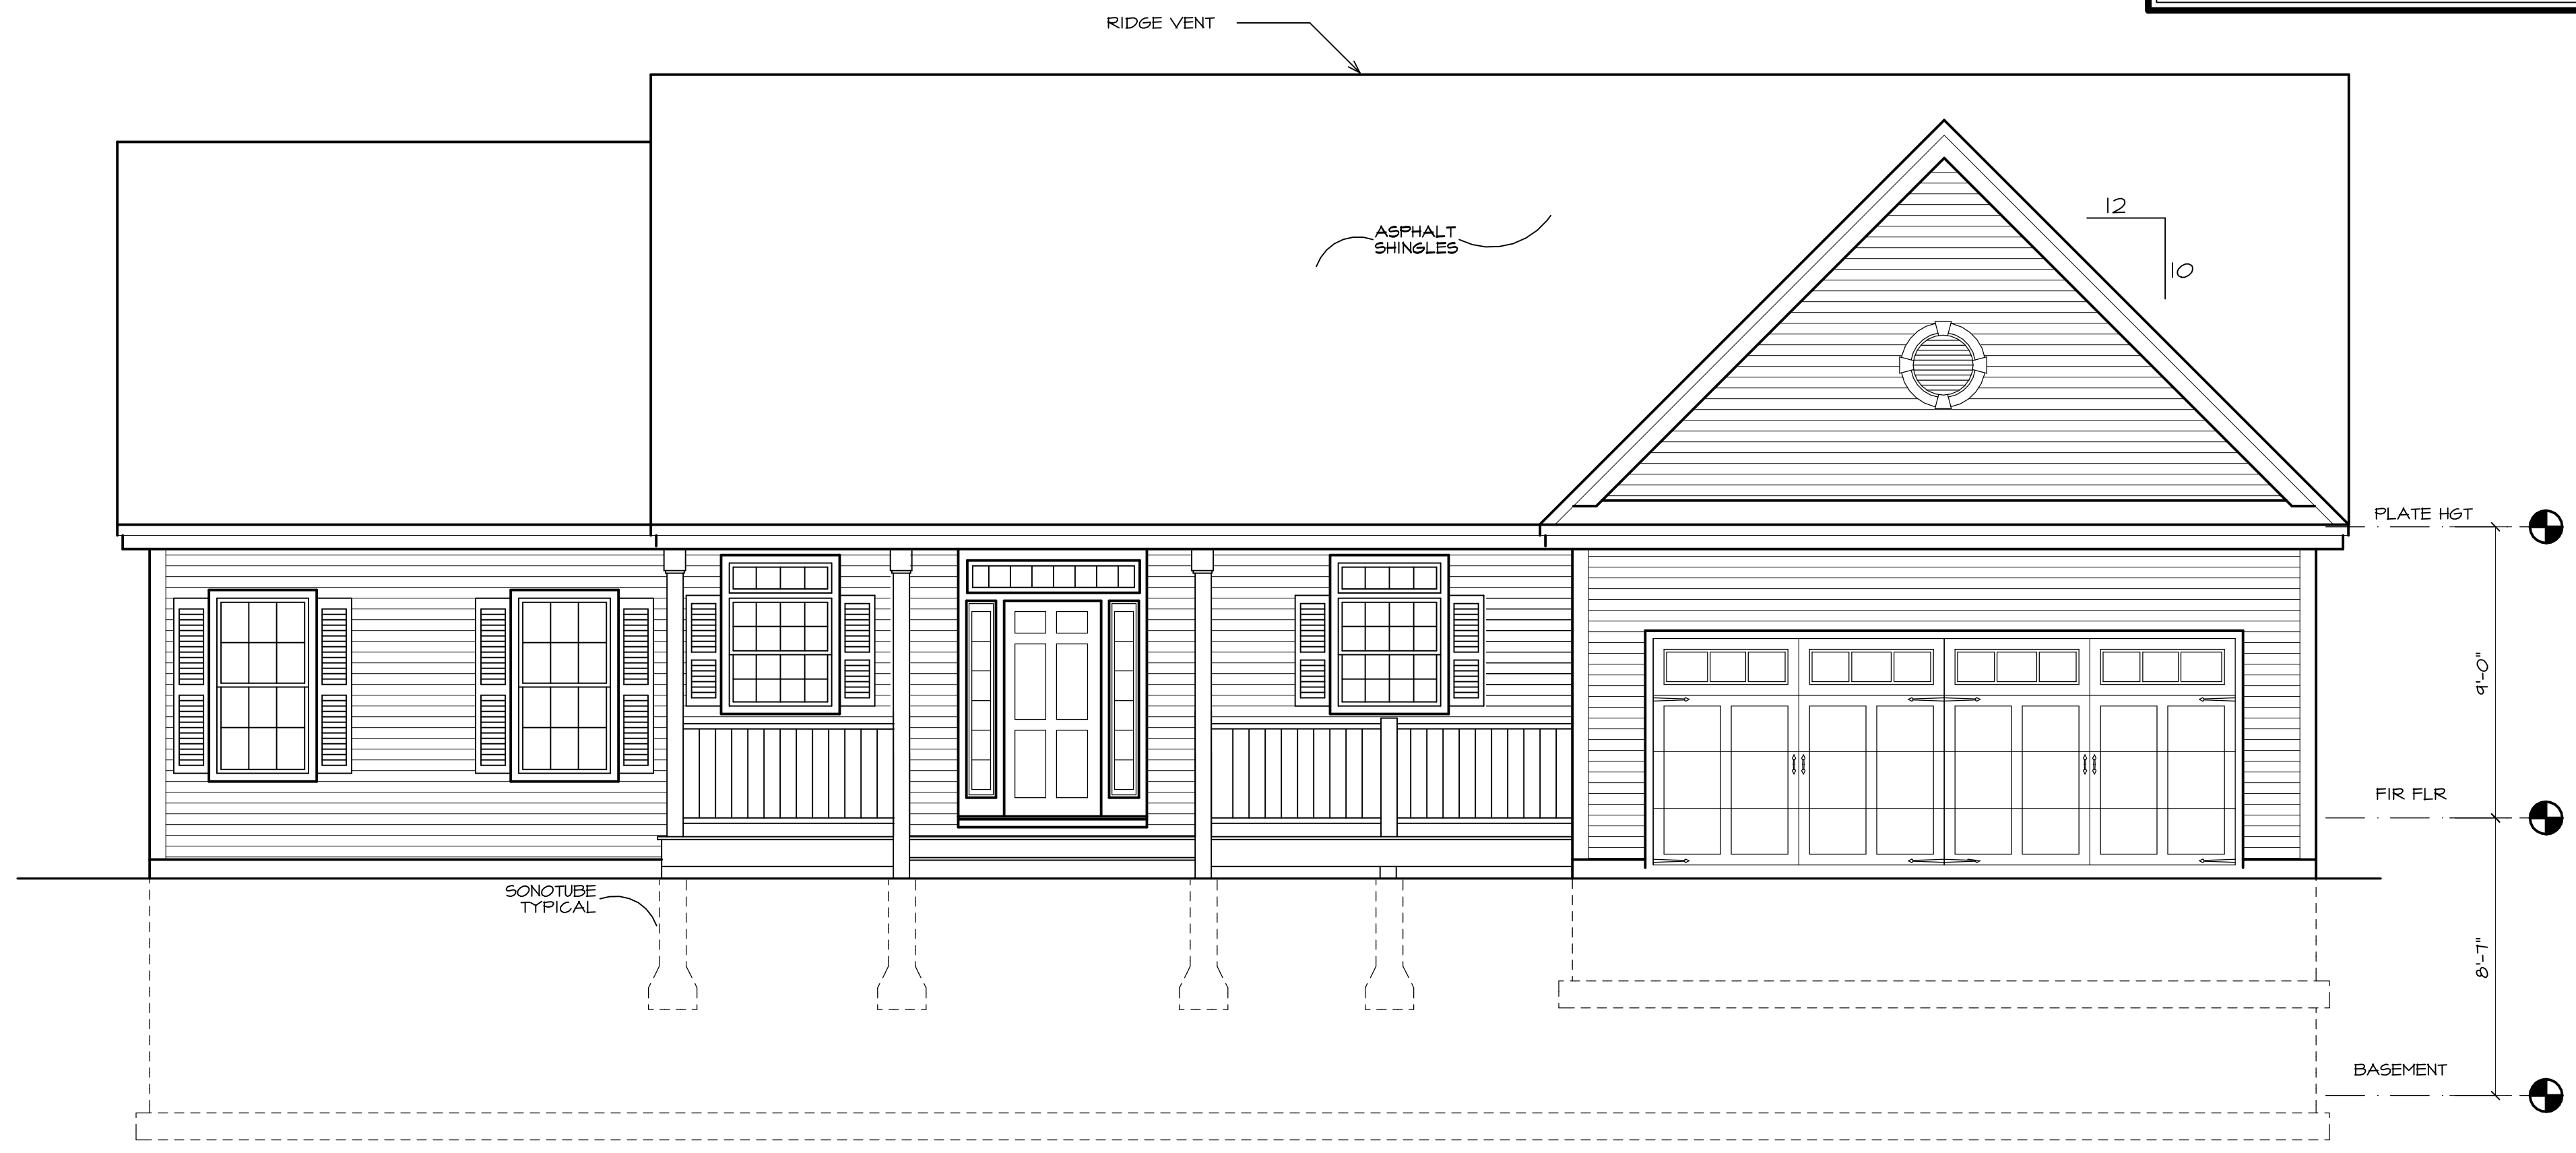 RIDGE VENT
ASPHALT
SHINGLES
12
10
PLATE HGT
9'-0"
FIR FLR
SONOTUBE
TYPICAL
8'-7"
BASEMENT